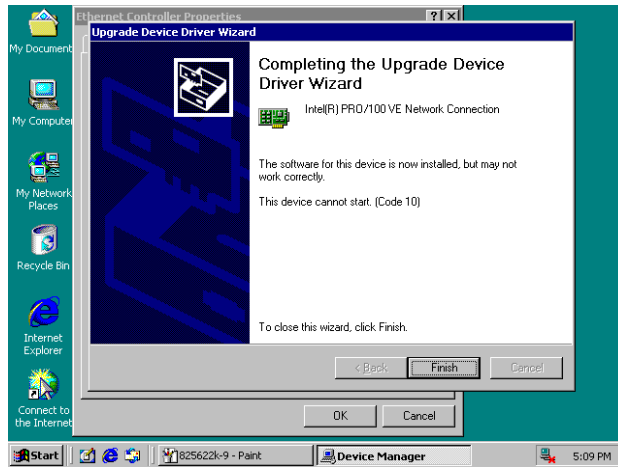 Ethernet Controller Properties
Upgrade Device Driver Wizard
My Document
My Computer
My Network
Places
Recycle Bin
Internet
Explorer
Connect to
the Internet
Completing the Upgrade Device
Driver Wizard
Intel(R) PRO/100 VE Network Connection
The software for this device is now installed, but may not
work correctly.
This device cannot start. (Code 10)
To close this wizard, click Finish.
< Back
Finish
Cancel
OK
Cancel
Start
825622k-9 - Paint
Device Manager
5:09 PM